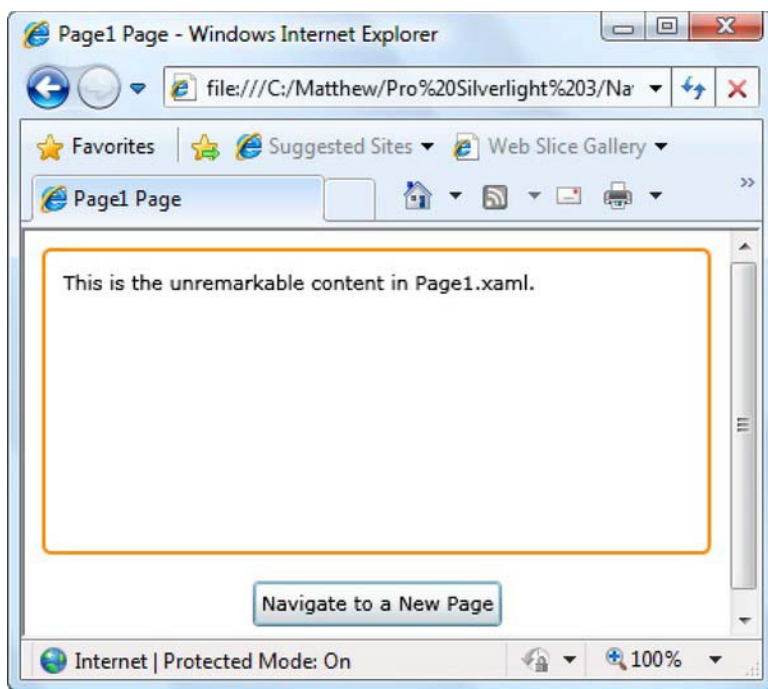 Page1 Page - Windows Internet Explorer
file:///C:/Matthew/Pro%20Silverlight%203/Na
Favorites Suggested Sites Web Slice Gallery
Page1 Page
This is the unremarkable content in Page1.xaml.
Navigate to a New Page
Internet | Protected Mode: On 100%